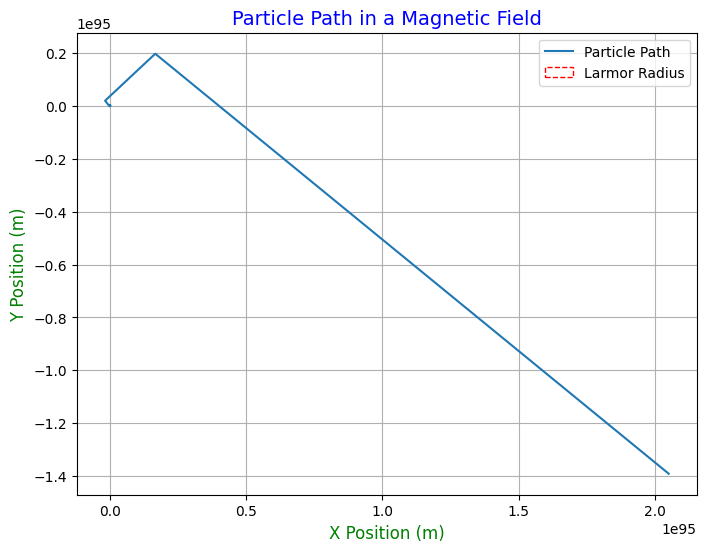 Particle Path in a Magnetic Field
1e95
Particle Path
Larmor Radius
0.2
0.0
−0.2
−0.4
−0.6
−0.8
−1.0
−1.2
−1.4
Y Position (m)
0.0 0.5 1.0 1.5 2.0
1e95
X Position (m)